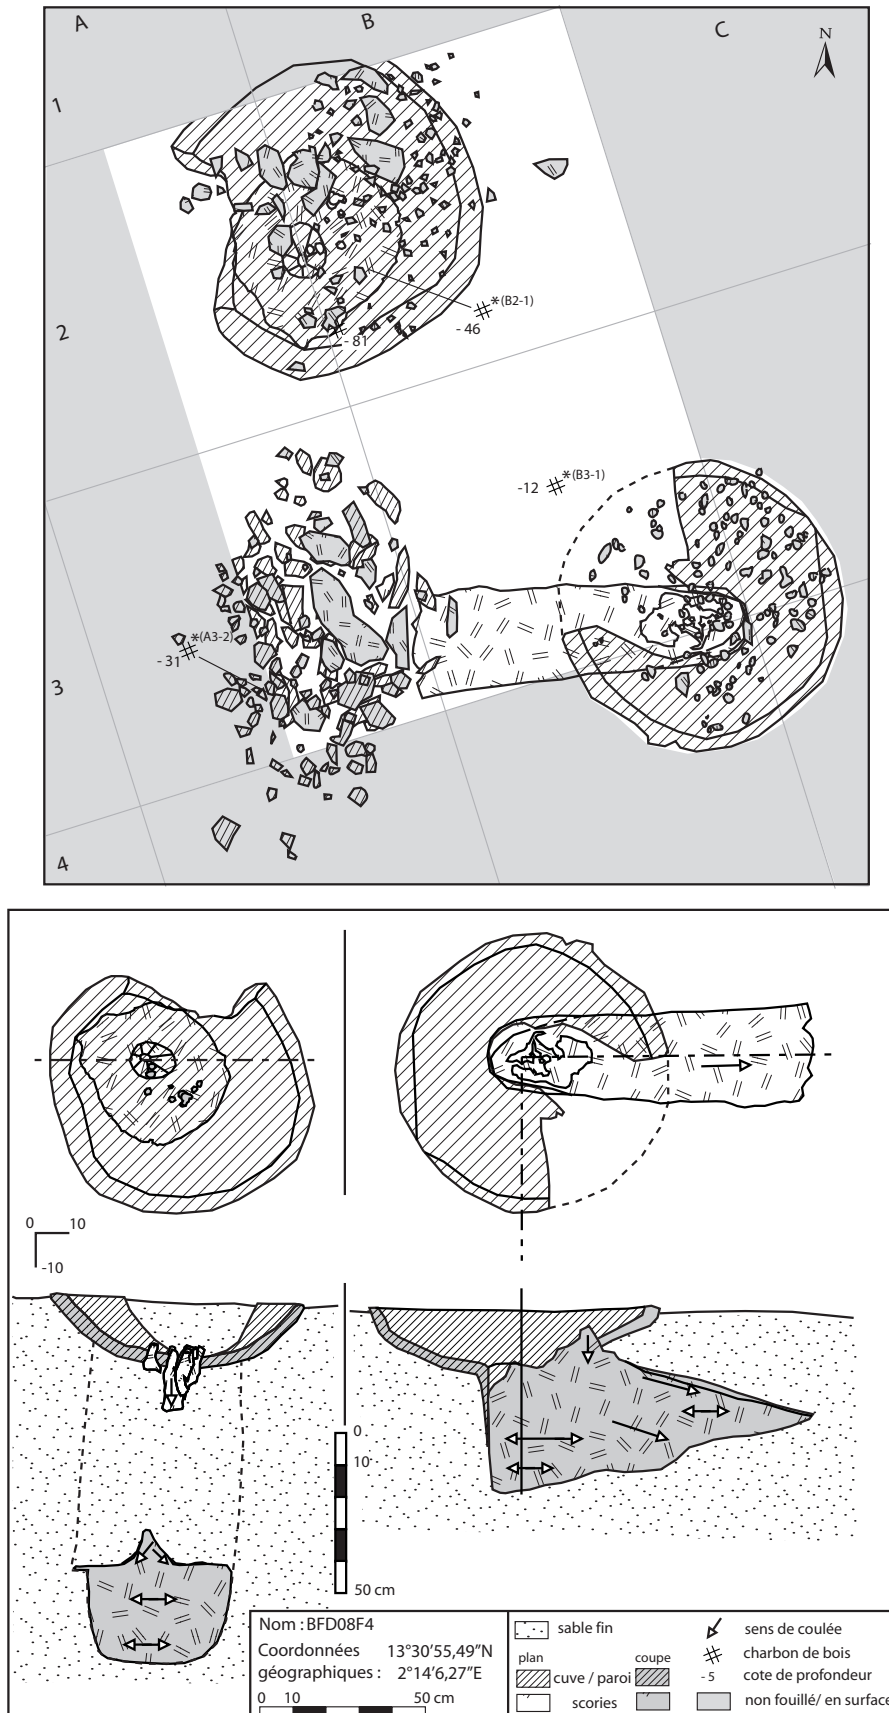 A
B
C
N
1
*(B2-1)
- 46
2
- 81
*(B3-1)
-12
*(A3-2)
- 31
3
4
0 10
-10
0
10
50 cm
Nom : BFD08F4
Coordonnées 13°30'55,49’’N
géographiques : 2°14'6,27’’E
0 10 50 cm
sable fin
sens de coulée
plan coupe
charbon de bois
cuve / paroi
- 5 cote de profondeur
scories
non fouillé/ en surface